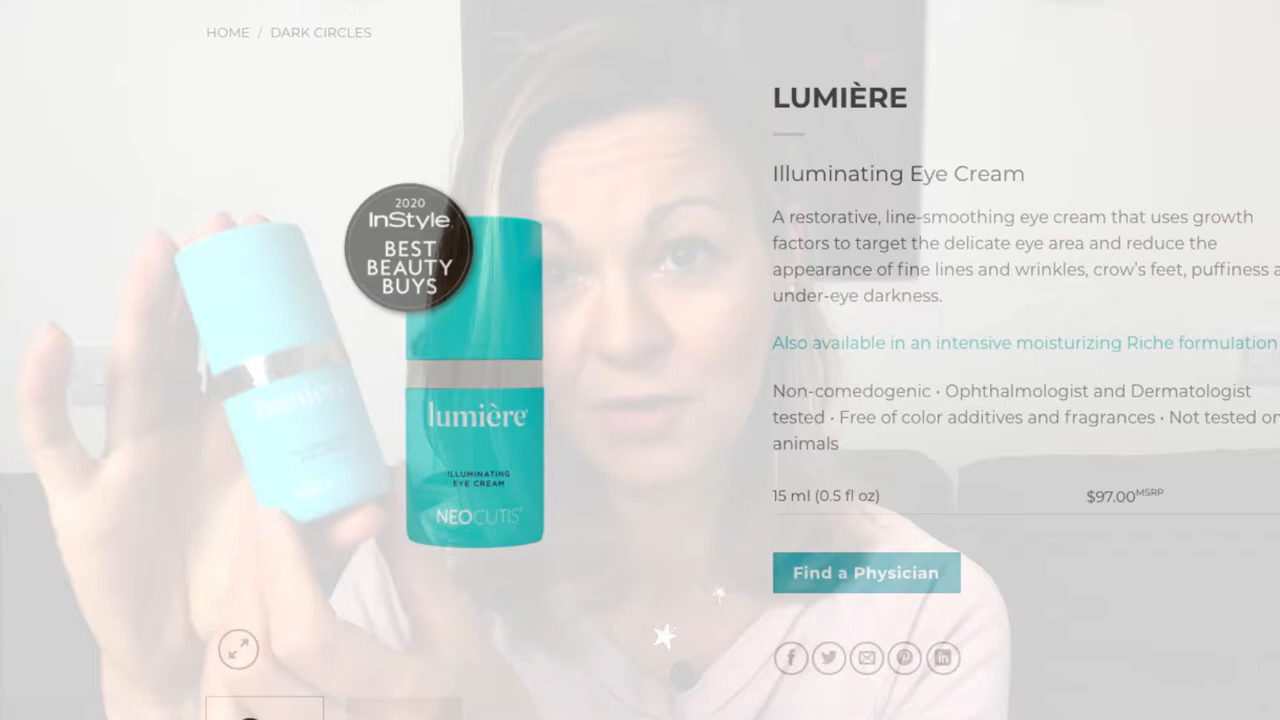 HOME / DARK CIRCLES
LUMIÈRE
Illuminating Eye Cream
A restorative, line-smoothing eye cream that uses growth
factors to target the delicate eye area and reduce the
appearance of fine lines and wrinkles, crow's feet, puffiness
under-eye darkness.
Also available in an intensive moisturizing Riche formulation
Non-comedogenic • Ophthalmologist and Dermatologist
tested • Free of color additives and fragrances • Not tested on
animals
15 ml (0.5 fl oz) $97.00MSRP
Find a Physician
2020
InStyle
BEST
BEAUTY
BUYS
lumière
ILLUMINATING
EYE CREAM
NEOCUTIS
lumière